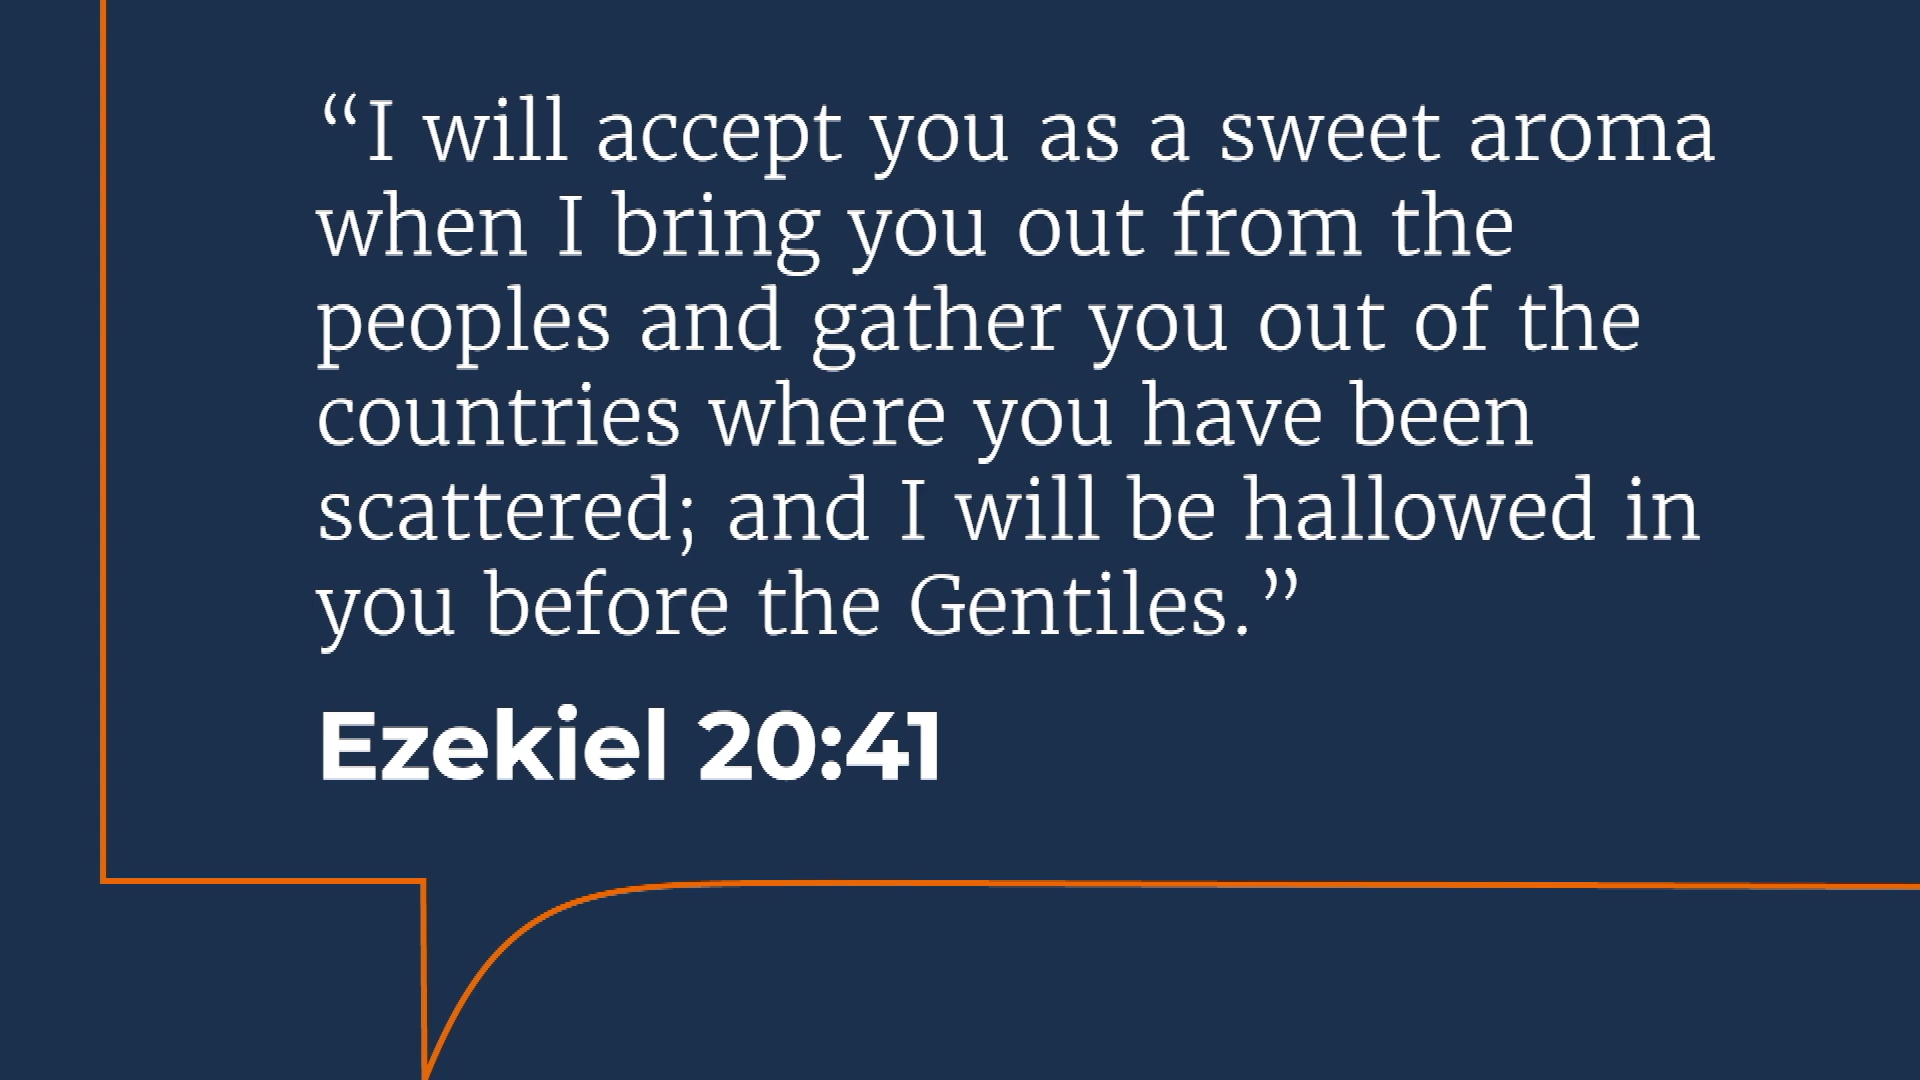 “I will accept you as a sweet aroma
when I bring you out from the
peoples and gather you out of the
countries where you have been
scattered; and I will be hallowed in
you before the Gentiles.”
Ezekiel 20:41